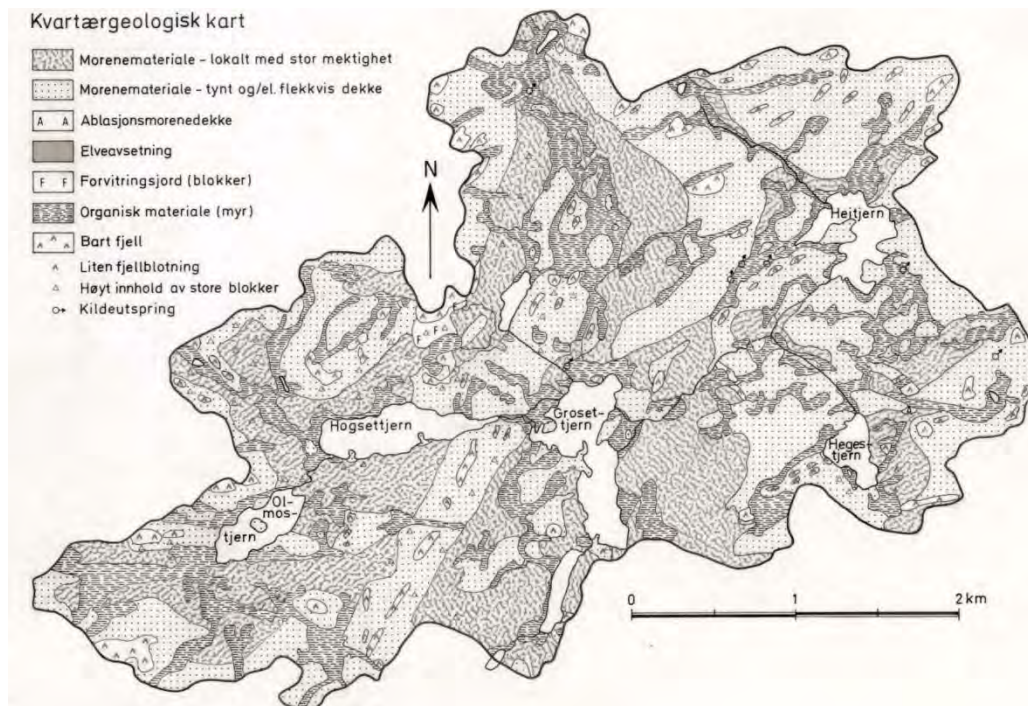 Kvartærgeologisk kart
Morenemateriale - lokalt med stor mektighet
Morenemateriale - tynt og/el. flekkvis dekke
A A Ablasjonsmorenedekke
Elveavsetning
F F Forvitringsjord (blokker)
Organisk materiale (myr)
Bart fjell
Liten fjellblotning
Høyt innhold av store blokker
Kildeutspring
N
Heitjern
F F
Hogsettjern
Groset-
tjern
Heges-
tjern
Ol-
mos-
tjern
0 1 2 km